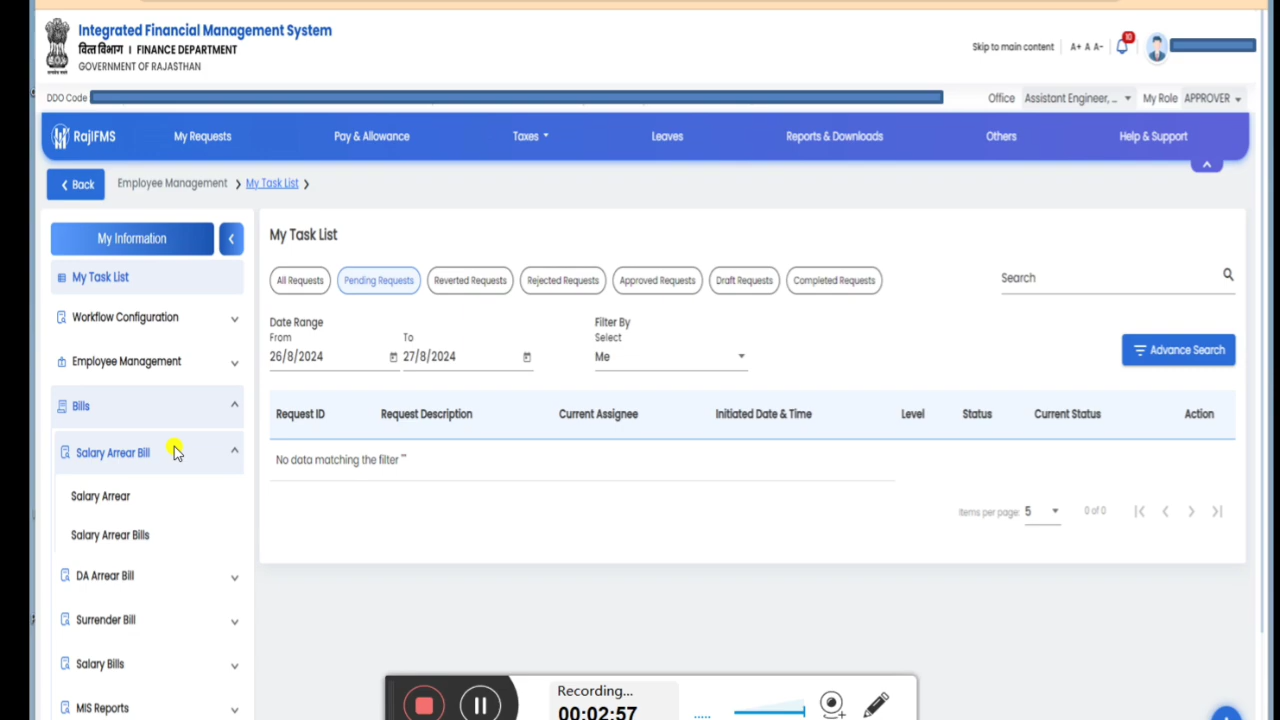 Integrated Financial Management System
वित्त विभाग | FINANCE DEPARTMENT
GOVERNMENT OF RAJASTHAN
Skip to main content A+ A A- 10
DDO Code
Office Assistant Engineer, ... My Role APPROVER
RajIFMS My Requests Pay & Allowance Taxes Leaves Reports & Downloads Others Help & Support
Back Employee Management > My Task List >
My Information
My Task List
Workflow Configuration
Employee Management
Bills
Salary Arrear Bill
Salary Arrear
Salary Arrear Bills
DA Arrear Bill
Surrender Bill
Salary Bills
MIS Reports
My Task List
All Requests Pending Requests Reverted Requests Rejected Requests Approved Requests Draft Requests Completed Requests
Search
Date Range
From To
26/8/2024 27/8/2024
Filter By
Select
Me
Advance Search
Request ID Request Description Current Assignee Initiated Date & Time Level Status Current Status Action
No data matching the filter ""
Items per page: 5 0 of 0
Recording...
00:02:57